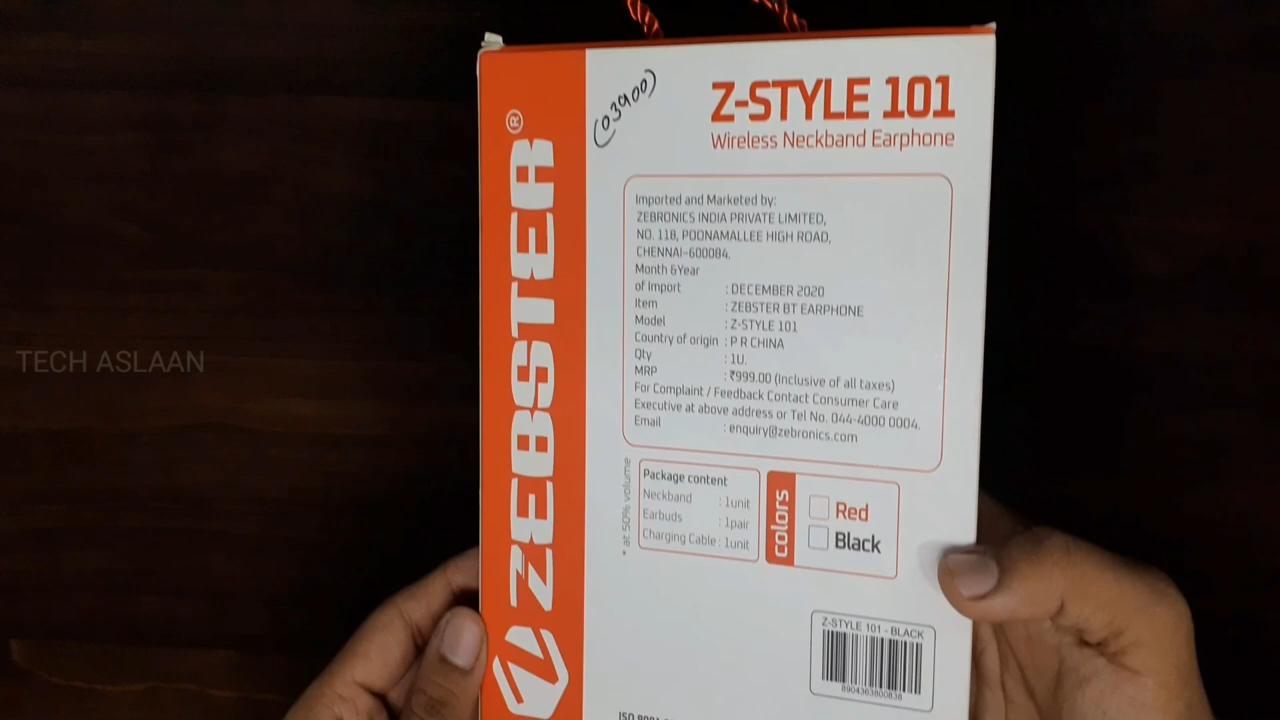 TECH ASLAAN
ZEBSTER®
(03900)
Z-STYLE 101
Wireless Neckband Earphone
Imported and Marketed by:
ZEBRONICS INDIA PRIVATE LIMITED,
NO. 118, POONAMALLEE HIGH ROAD,
CHENNAI-600084.
Month &Year
of Import : DECEMBER 2020
Item : ZEBSTER BT EARPHONE
Model : Z-STYLE 101
Country of origin : P R CHINA
Qty : 1U.
MRP : ₹999.00 (Inclusive of all taxes)
For Complaint / Feedback Contact Consumer Care
Executive at above address or Tel No. 044-4000 0004.
Email : enquiry@zebronics.com
* at 50% volume
Package content
Neckband : 1unit
Earbuds : 1pair
Charging Cable : 1unit
colors
Red
Black
Z-STYLE 101 - BLACK
8904363800838